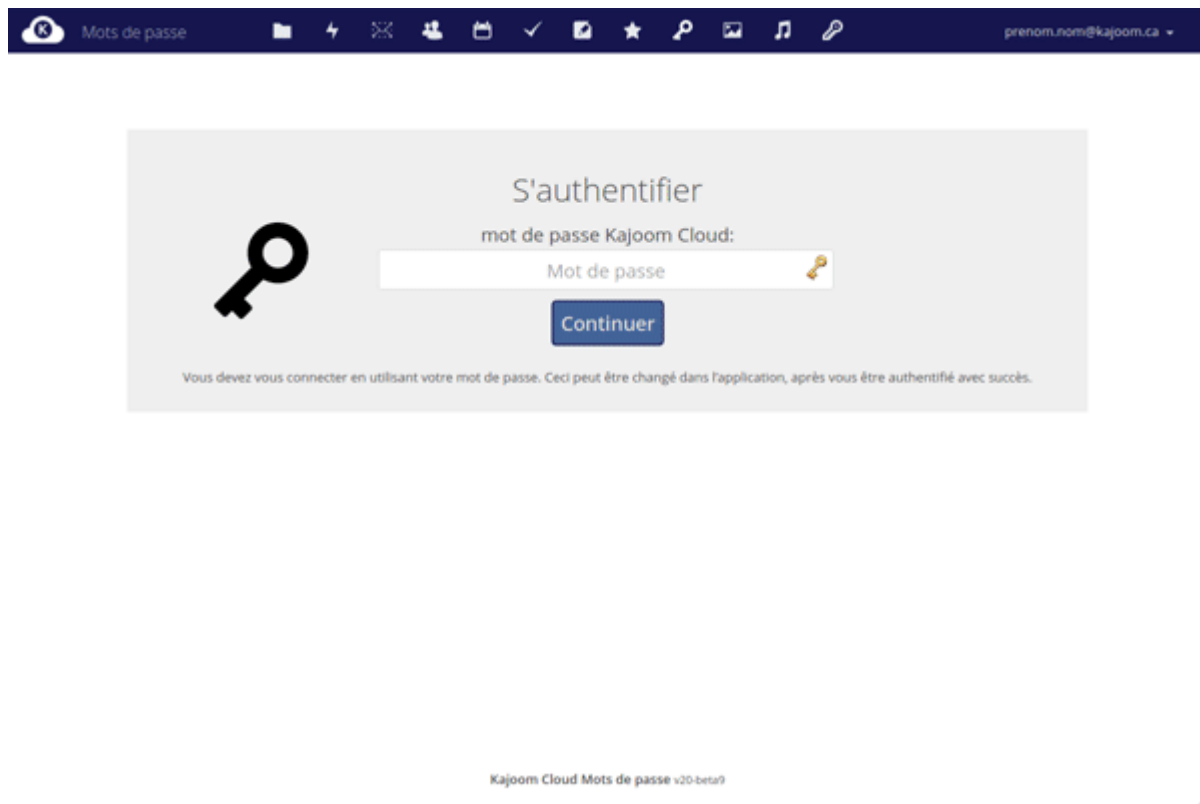 K
Mots de passe
prenom.nom@kajoom.ca
S'authentifier
mot de passe Kajoom Cloud:
Mot de passe
Continuer
Vous devez vous connecter en utilisant votre mot de passe. Ceci peut être changé dans l'application, après vous être authentifié avec succès.
Kajoom Cloud Mots de passe v20-beta9